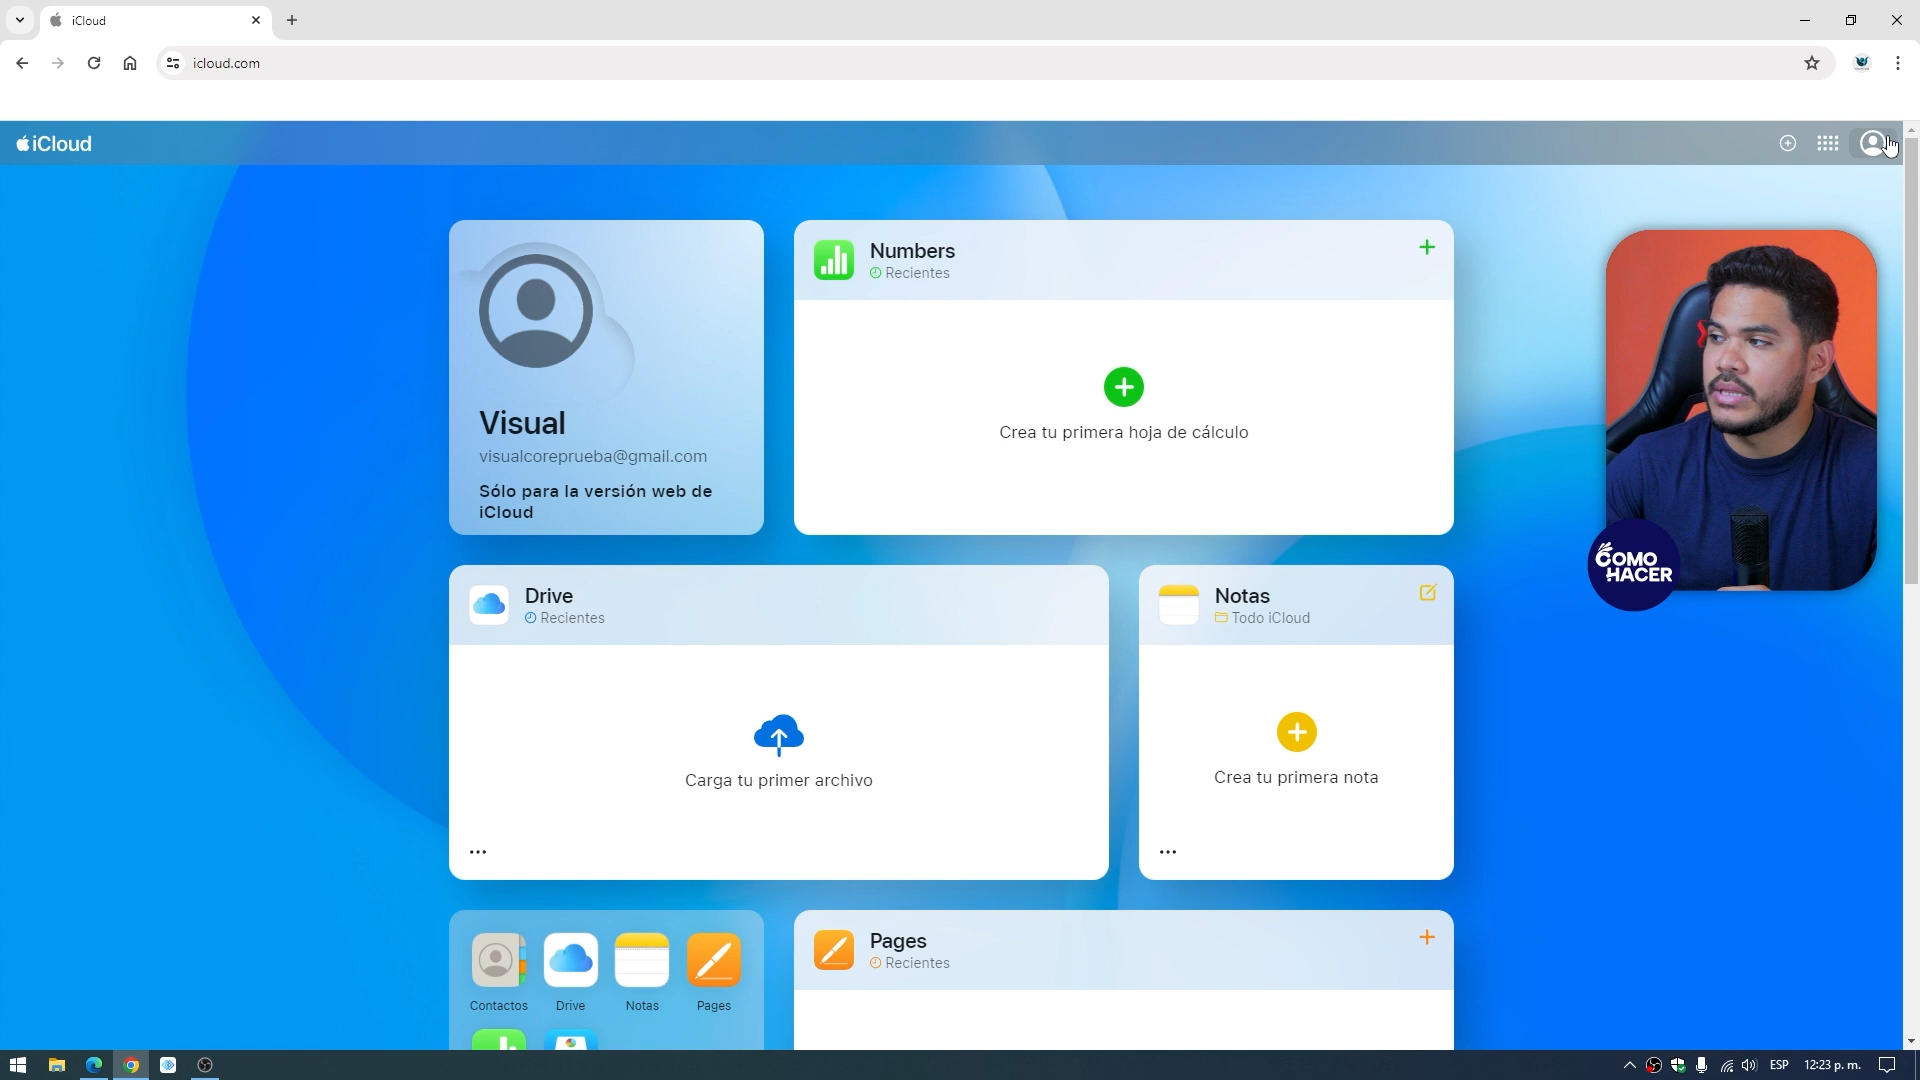 iCloud
icloud.com
iCloud
Visual
visualcoreprueba@gmail.com
Sólo para la versión web de
iCloud
Numbers
Recientes
Crea tu primera hoja de cálculo
COMO
HACER
Drive
Recientes
Carga tu primer archivo
Notas
Todo iCloud
Crea tu primera nota
Contactos
Drive
Notas
Pages
Pages
Recientes
ESP
12:23 p. m.